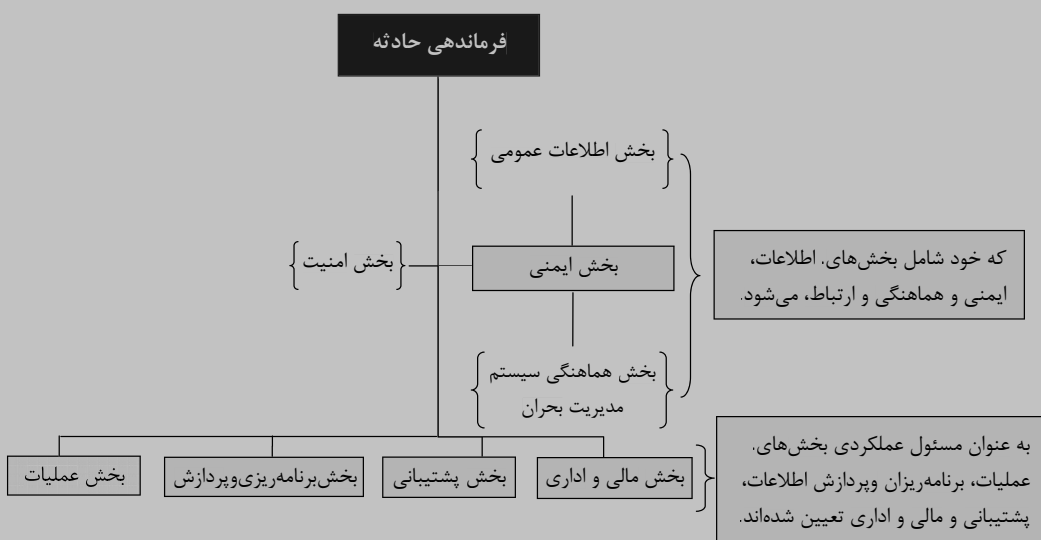 فرماندهی حادثه
بخش اطلاعات عمومی
که خود شامل بخش‌های. اطلاعات،
ایمنی و هماهنگی و ارتباط، می‌شود.
بخش ایمنی
بخش امنیت
بخش هماهنگی سیستم
مدیریت بحران
به عنوان مسئول عملکردی بخش‌های.
عملیات، برنامه‌ریزان وپردازش اطلاعات،
پشتیبانی و مالی و اداری تعیین شده‌اند.
بخش مالی و اداری
بخش پشتیبانی
بخش‌برنامه‌ریزی‌وپردازش
بخش عملیات